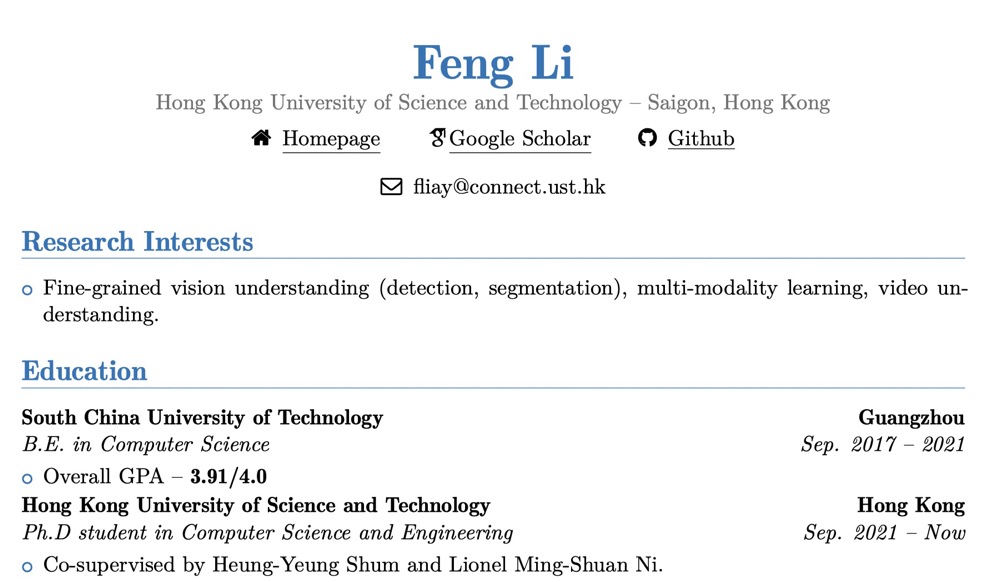 Feng Li
Hong Kong University of Science and Technology – Saigon, Hong Kong
Homepage Google Scholar Github
fliay@connect.ust.hk
Research Interests
Fine-grained vision understanding (detection, segmentation), multi-modality learning, video un-
derstanding.
Education
South China University of Technology Guangzhou
B.E. in Computer Science Sep. 2017 – 2021
Overall GPA – 3.91/4.0
Hong Kong University of Science and Technology Hong Kong
Ph.D student in Computer Science and Engineering Sep. 2021 – Now
Co-supervised by Heung-Yeung Shum and Lionel Ming-Shuan Ni.